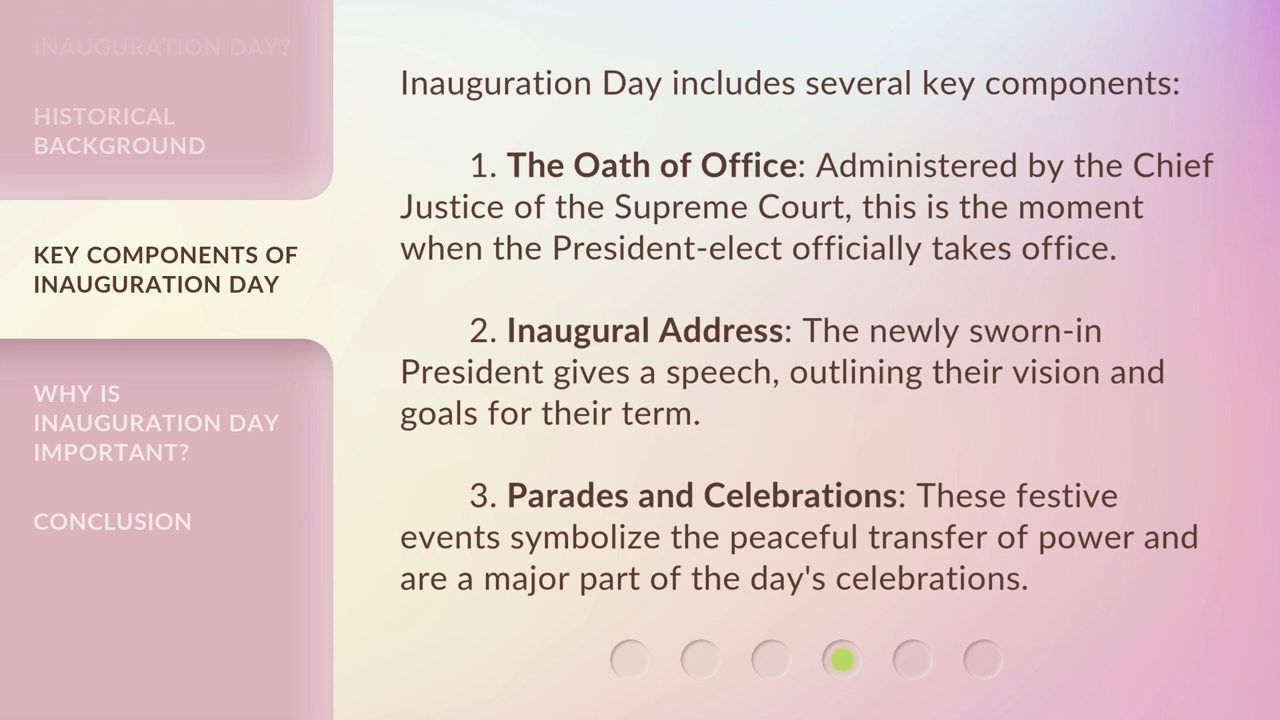 INAUGURATION DAY?
HISTORICAL
BACKGROUND
KEY COMPONENTS OF
INAUGURATION DAY
WHY IS
INAUGURATION DAY
IMPORTANT?
CONCLUSION
Inauguration Day includes several key components:
1. The Oath of Office: Administered by the Chief
Justice of the Supreme Court, this is the moment
when the President-elect officially takes office.
2. Inaugural Address: The newly sworn-in
President gives a speech, outlining their vision and
goals for their term.
3. Parades and Celebrations: These festive
events symbolize the peaceful transfer of power and
are a major part of the day's celebrations.